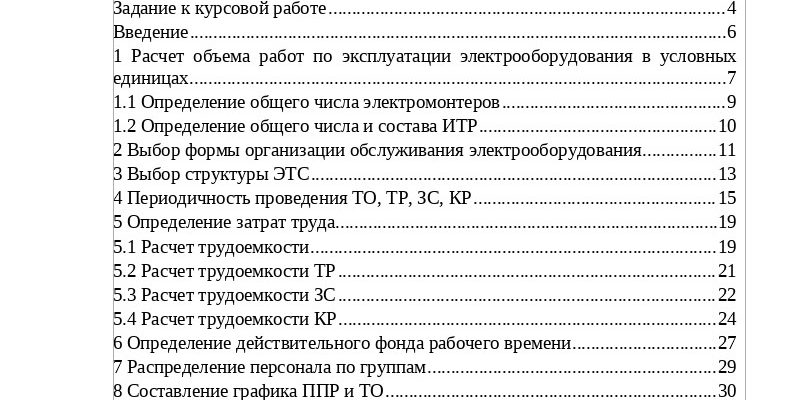 Задание к курсовой работе....................................................................................4
Введение....................................................................................................................6
1 Расчет объема работ по эксплуатации электрооборудования в условных
единицах....................................................................................................................7
1.1 Определение общего числа электромонтеров................................................9
1.2 Определение общего числа и состава ИТР...................................................10
2 Выбор формы организации обслуживания электрооборудования................11
3 Выбор структуры ЭТС.......................................................................................13
4 Периодичность проведения ТО, ТР, ЗС, КР....................................................15
5 Определение затрат труда..................................................................................19
5.1 Расчет трудоемкости.......................................................................................19
5.2 Расчет трудоемкости ТР.................................................................................21
5.3 Расчет трудоемкости ЗС.................................................................................22
5.4 Расчет трудоемкости КР.................................................................................24
6 Определение действительного фонда рабочего времени...............................27
7 Распределение персонала по группам..............................................................29
8 Составление графика ППР и ТО.......................................................................30